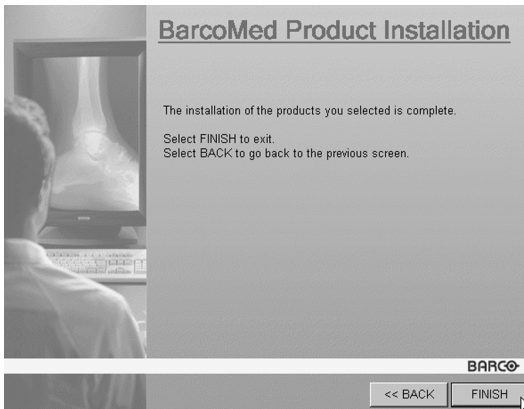 BarcoMed Product Installation
The installation of the products you selected is complete.
Select FINISH to exit.
Select BACK to go back to the previous screen.
BARCO
<< BACK FINISH